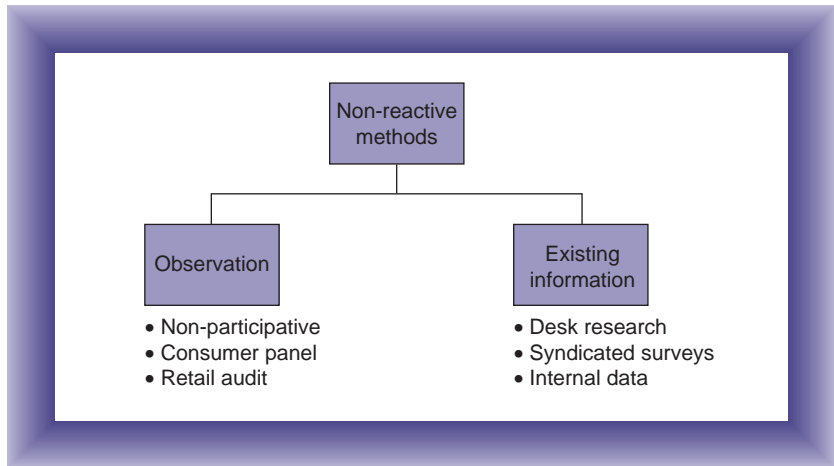 Non-reactive
methods
Observation
• Non-participative
• Consumer panel
• Retail audit
Existing
information
• Desk research
• Syndicated surveys
• Internal data